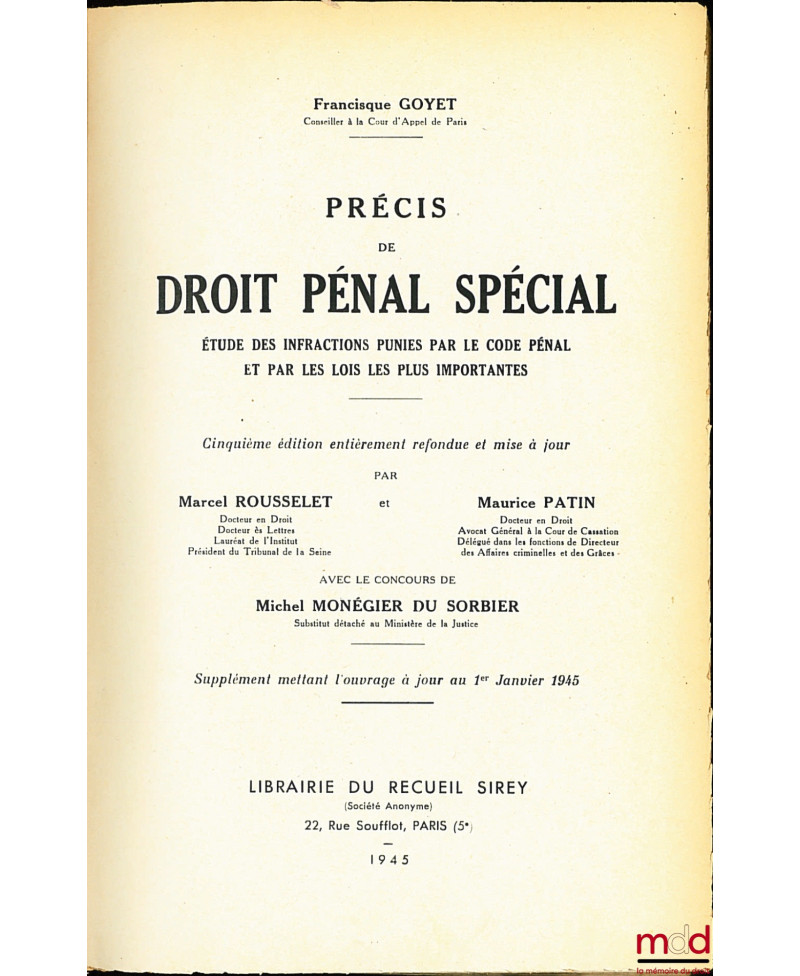 Francisque GOYET
Conseiller à la Cour d'Appel de Paris
PRÉCIS
DE
DROIT PÉNAL SPÉCIAL
ÉTUDE DES INFRACTIONS PUNIES PAR LE CODE PÉNAL
ET PAR LES LOIS LES PLUS IMPORTANTES
Cinquième édition entièrement refondue et mise à jour
PAR
Marcel ROUSSELET et Maurice PATIN
Docteur en Droit
Docteur ès Lettres
Lauréat de l'Institut
Président du Tribunal de la Seine
Docteur en Droit
Avocat Général à la Cour de Cassation
Délégué dans les fonctions de Directeur
des Affaires criminelles et des Grâces
AVEC LE CONCOURS DE
Michel MONÉGIER DU SORBIER
Substitut détaché au Ministère de la Justice
Supplément mettant l'ouvrage à jour au 1er Janvier 1945
LIBRAIRIE DU RECUEIL SIREY
(Société Anonyme)
22, Rue Soufflot, PARIS (5e)
1945
mdd
la mémoire du droit